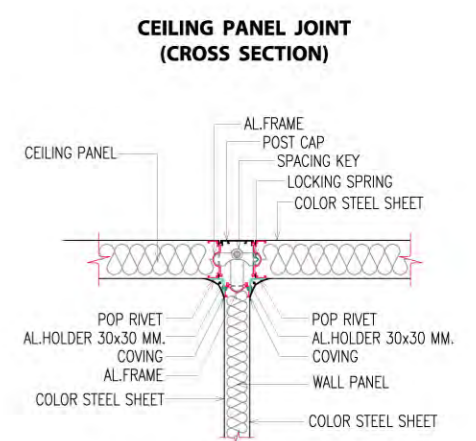 CEILING PANEL JOINT
(CROSS SECTION)
AL.FRAME
POST CAP
CEILING PANEL
SPACING KEY
LOCKING SPRING
COLOR STEEL SHEET
POP RIVET
AL.HOLDER 30x30 MM.
COVING
AL.FRAME
COLOR STEEL SHEET
POP RIVET
AL.HOLDER 30x30 MM.
COVING
WALL PANEL
COLOR STEEL SHEET